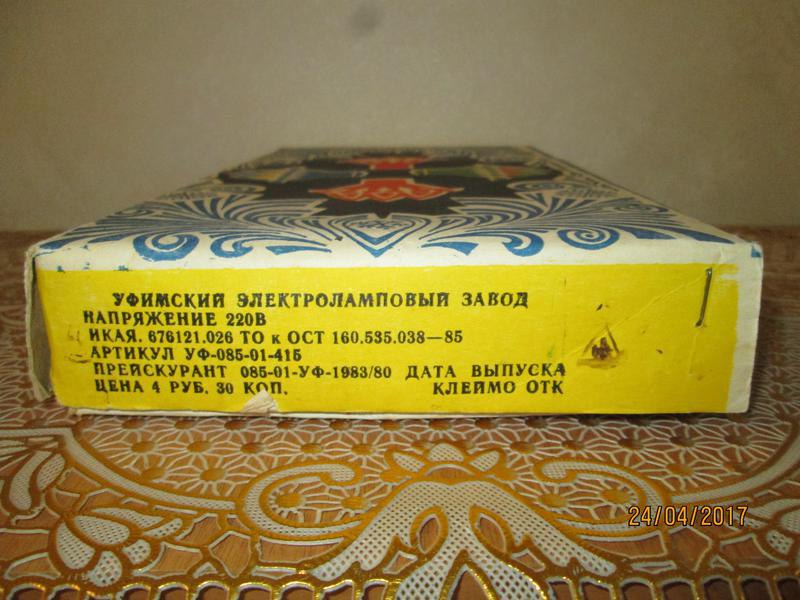 УФИМСКИЙ ЭЛЕКТРОЛАМПОВЫЙ ЗАВОД
НАПРЯЖЕНИЕ 220В
ИКАЯ. 676121.026 ТО к ОСТ 160.535.038—85
АРТИКУЛ УФ-085-01-415
ПРЕЙСКУРАНТ 085-01-УФ-1983/80 ДАТА ВЫПУСКА
ЦЕНА 4 РУБ. 30 КОП. КЛЕЙМО ОТК
24/04/2017